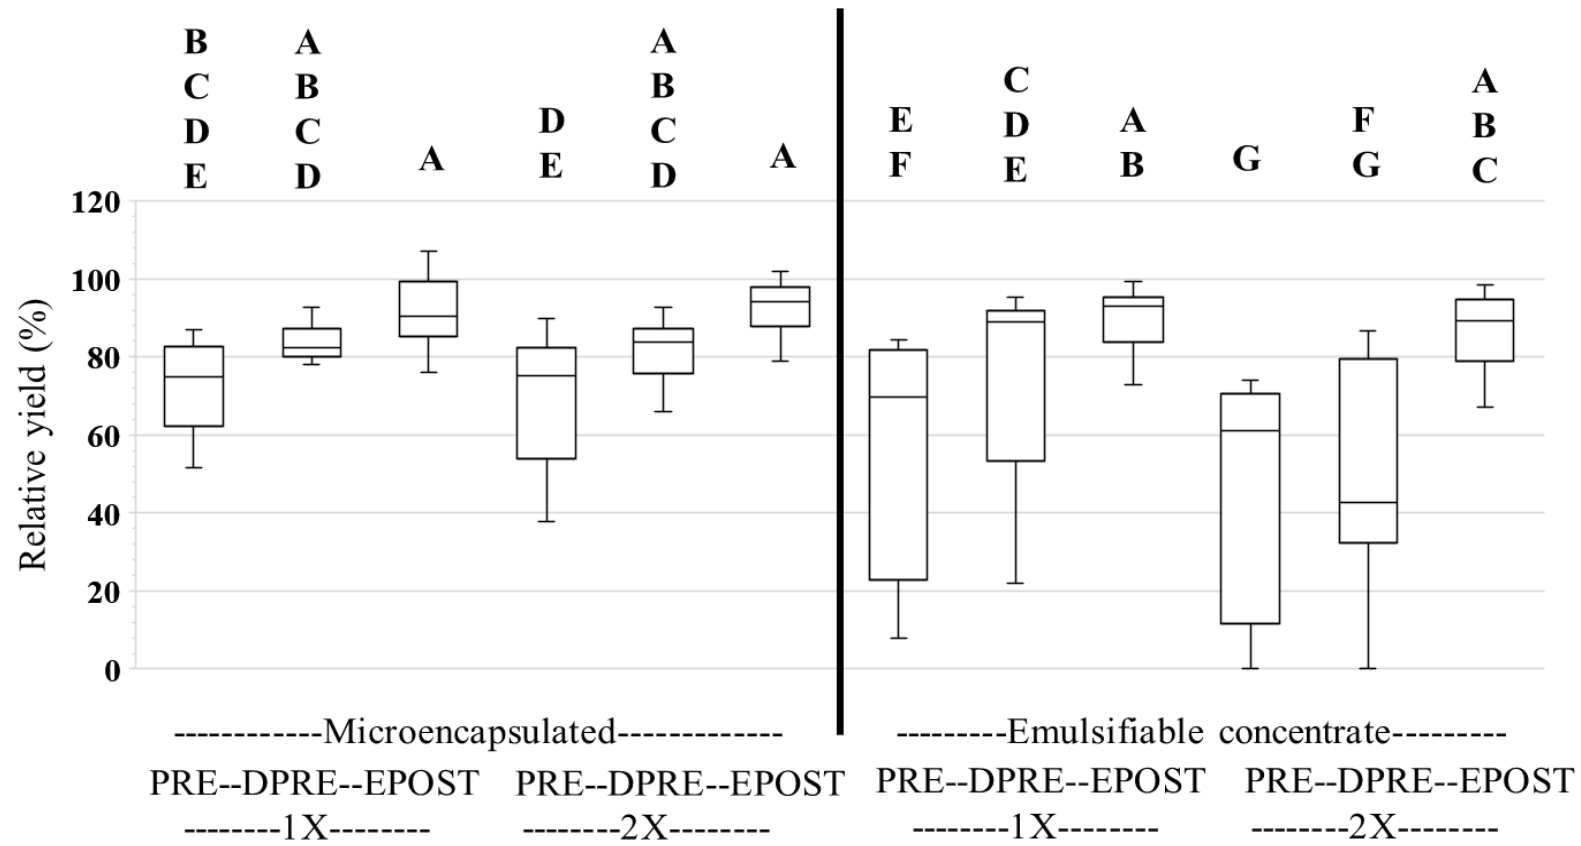 B A A A
C B B C A
D C D C E A F B
E D A E D A F D B G G C
E
120
100
80
60
40
20
0
Relative yield (%)
------------Microencapsulated------------- ---------Emulsifiable concentrate---------
PRE--DPRE--EPOST PRE--DPRE--EPOST PRE--DPRE--EPOST PRE--DPRE--EPOST
--------1X-------- --------2X-------- --------1X-------- --------2X--------